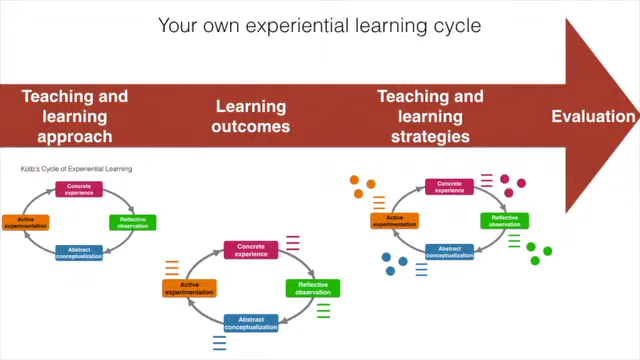 Your own experiential learning cycle
Teaching and
learning
approach
Learning
outcomes
Teaching and
learning
strategies
Evaluation
Kolb's Cycle of Experiential Learning
Concrete
experience
Active
experimentation
Reflective
observation
Abstract
conceptualization
Concrete
experience
Active
experimentation
Reflective
observation
Abstract
conceptualization
Concrete
experience
Active
experimentation
Reflective
observation
Abstract
conceptualization